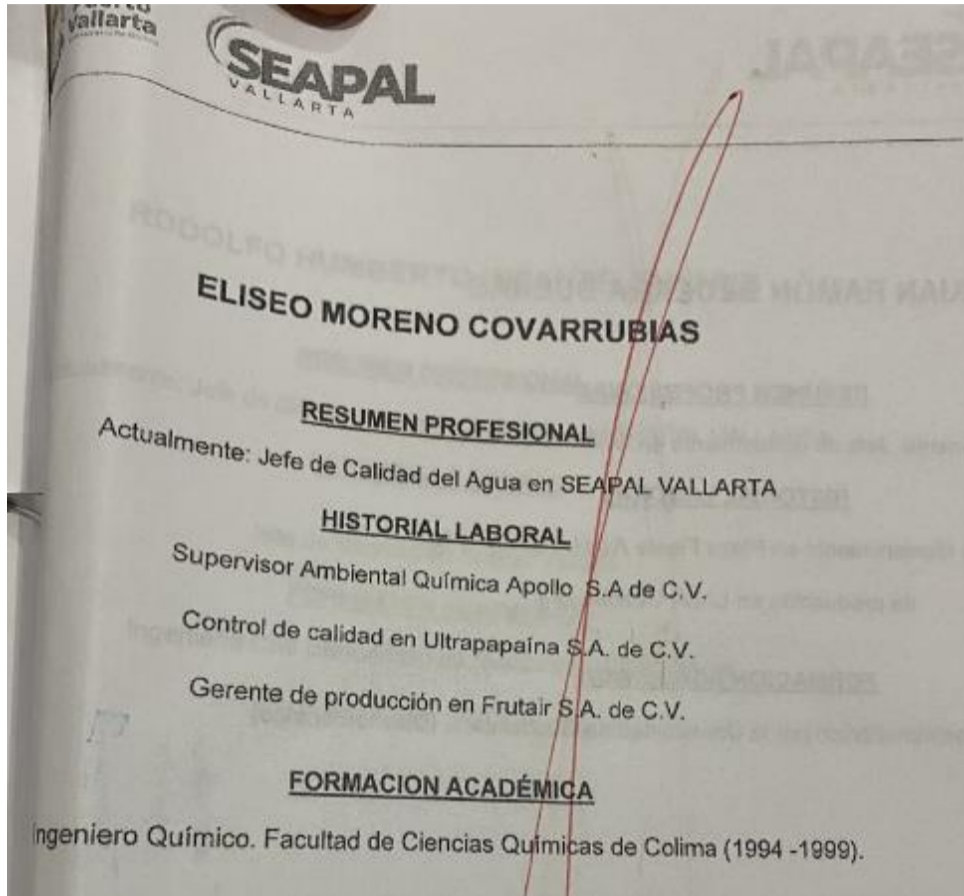 Vallarta
SEAPAL
VALLARTA
ELISEO MORENO COVARRUBIAS
RESUMEN PROFESIONAL
Actualmente: Jefe de Calidad del Agua en SEAPAL VALLARTA
HISTORIAL LABORAL
Supervisor Ambiental Química Apollo S.A de C.V.
Control de calidad en Ultrapapaína S.A. de C.V.
Gerente de producción en Frutair S.A. de C.V.
FORMACION ACADÉMICA
Ingeniero Químico. Facultad de Ciencias Químicas de Colima (1994 -1999).